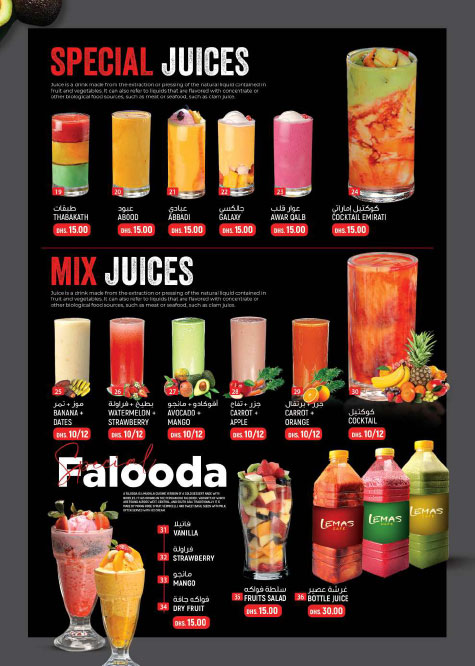 SPECIAL JUICES
Juice is a drink made from the extraction or pressing of the natural liquid contained in
fruit and vegetables. It can also refer to liquids that are flavored with concentrate or
other biological food sources, such as meat or seafood, such as clam juice.
19
طبقات
THABAKATH
DHS. 15.00
20
عبود
ABOOD
DHS. 15.00
21
عبادي
ABBADI
DHS. 15.00
جالكسي
GALAXY
DHS. 15.00
عوار قلب
AWAR QALB
DHS. 15.00
24
كوكتيل إماراتي
COCKTAIL EMIRATI
DHS. 15.00
MIX JUICES
Juice is a drink made from the extraction or pressing of the natural liquid contained in
fruit and vegetables. It can also refer to liquids that are flavored with concentrate or
other biological food sources, such as meat or seafood, such as clam juice.
25
موز + تمر
BANANA +
DATES
DHS. 10/12
26
بطيخ + فراولة
WATERMELON +
STRAWBERRY
DHS. 10/12
27
أفوكادو + مانجو
AVOCADO +
MANGO
DHS. 10/12
28
جزر + تفاح
CARROT +
APPLE
DHS. 10/12
29
جزر + برتقال
CARROT +
ORANGE
DHS. 10/12
30
كوكتيل
COCKTAIL
DHS. 10/12
Special
Falooda
31
فانيلا
VANILLA
32
فراولة
STRAWBERRY
33
مانجو
MANGO
34
فواكه جافة
DRY FRUIT
DHS. 15.00
35
سلطة فواكه
FRUITS SALAD
DHS. 15.00
36
غرشة عصير
BOTTLE JUICE
DHS. 30.00
LEMAS
CAFE
LEMAS
CAFE
LEMAS
CAFE